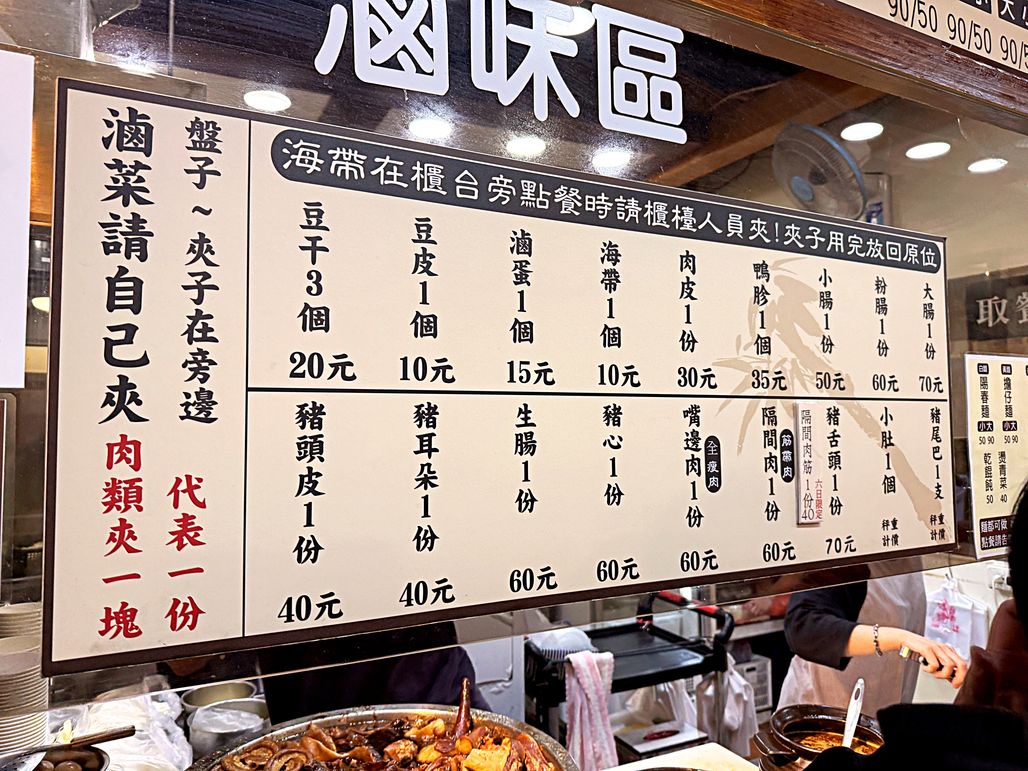 滷味區
90/50 90/50
滷菜請自己夾 肉類夾一塊
盤子~夾子在旁邊 代表一份
海帶在櫃台旁點餐時請櫃檯人員夾!夾子用完放回原位
豆干3個 20元
豆皮1個 10元
滷蛋1個 15元
海帶1個 10元
肉皮1份 30元
鴨胗1個 35元
小腸1份 50元
粉腸1份 60元
大腸1份 70元
豬頭皮1份 40元
豬耳朵1份 40元
生腸1份 60元
豬心1份 60元
嘴邊肉1份 全瘦肉 60元
隔間肉1份 筋帶肉 60元
隔間肉筋1份40 六日限定
豬舌頭1份 70元
小肚1個 秤重計價
豬尾巴1支 秤重計價
取餐
陽春麵 小大 50 90
擔仔麵 小大 50 90
乾餛飩 50
燙青菜 40
麵都可做
點餐請告